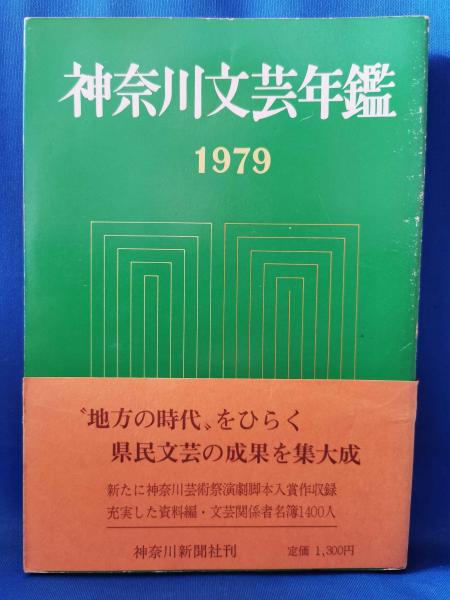 神奈川文芸年鑑
1979
〝地方の時代〟をひらく
県民文芸の成果を集大成
新たに神奈川芸術祭演劇脚本入賞作収録
充実した資料編・文芸関係者名簿1400人
神奈川新聞社刊 定価 1,300円